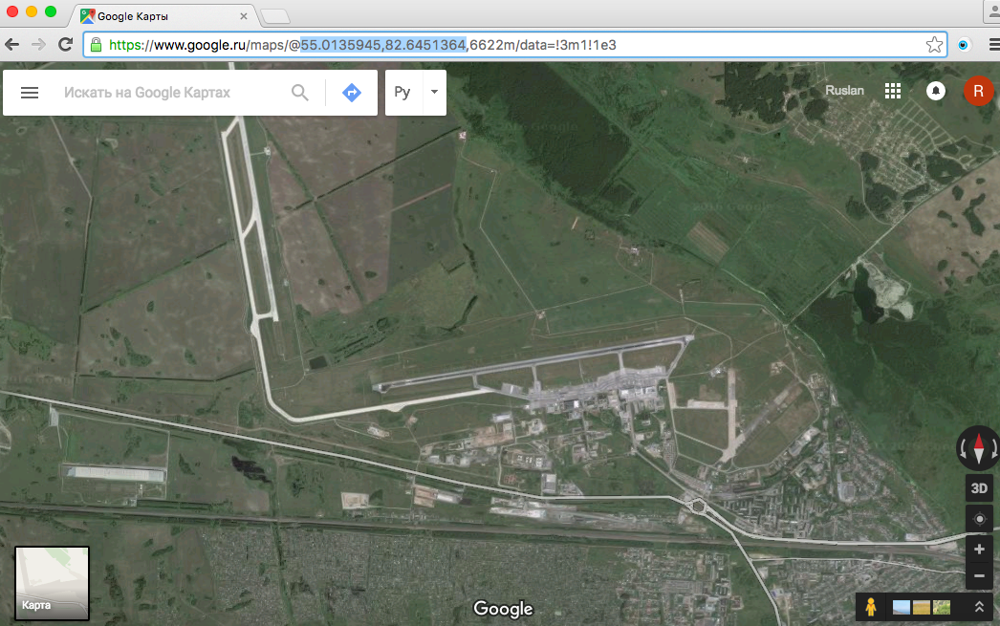 Google Карты
https://www.google.ru/maps/@55.0135945,82.6451364,6622m/data=!3m1!1e3
Искать на Google Картах
Ру
Ruslan
R
3D
+
−
Карта
Google